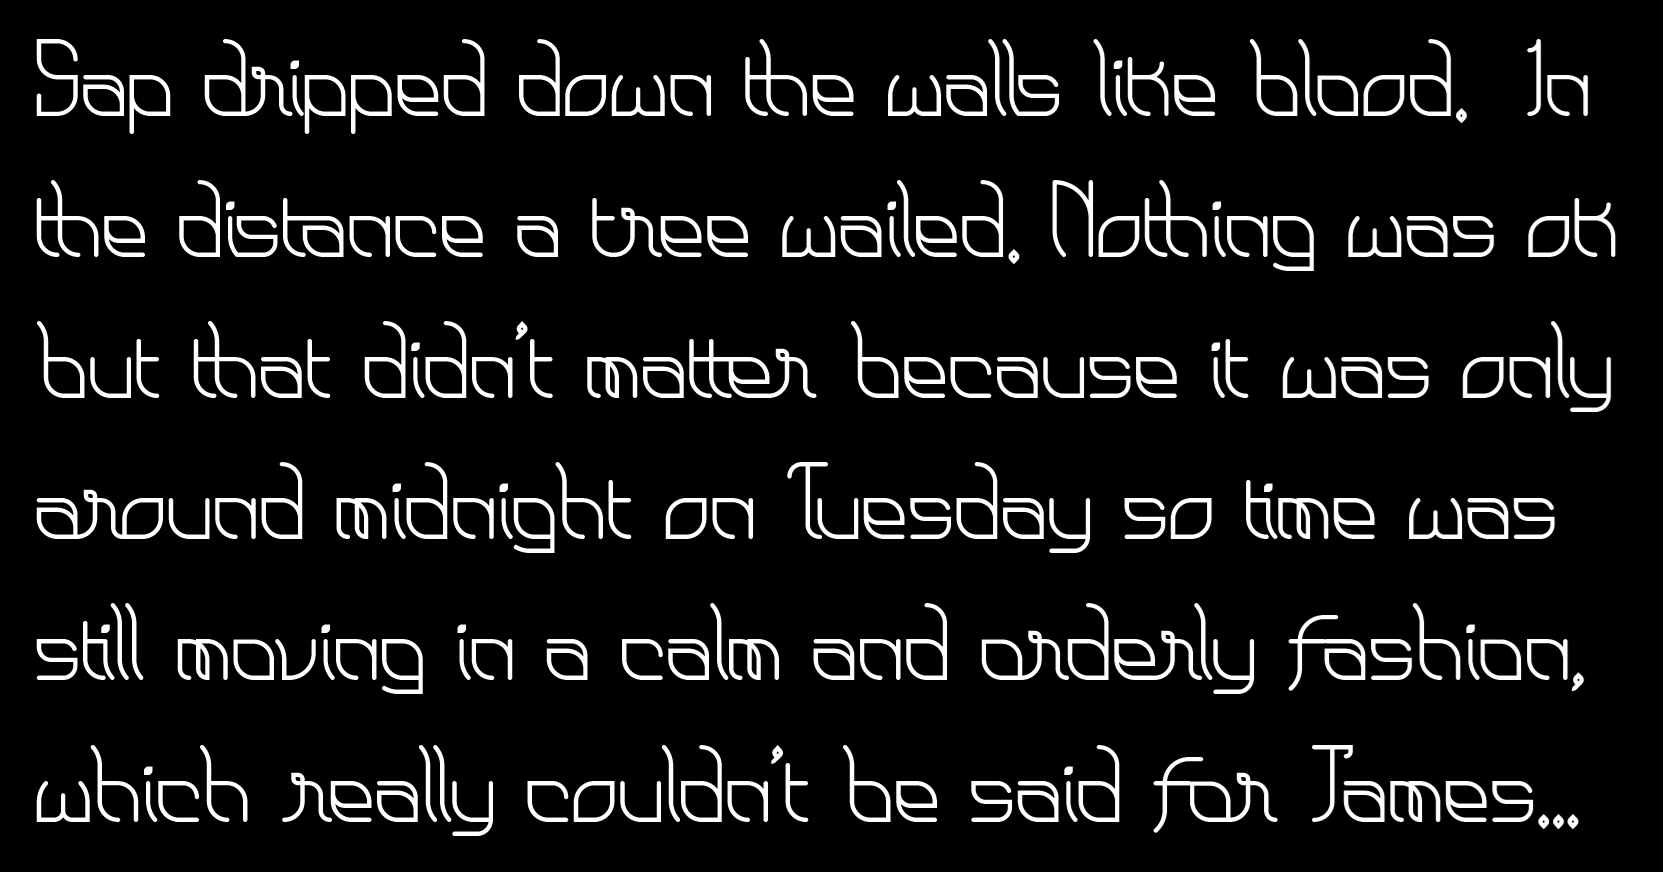 Sap dripped down the walls like blood.  In
the distance a tree wailed. Nothing was ok
but that didn't matter because it was only
around midnight on Tuesday so time was
still moving in a calm and orderly fashion,
which really couldn't be said for James...